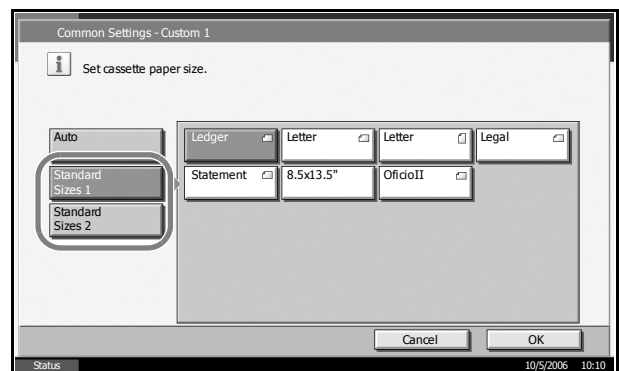 Common Settings - Custom 1
Set cassette paper size.
Auto
Standard
Sizes 1
Standard
Sizes 2
Ledger
Letter
Letter
Legal
Statement
8.5x13.5"
OficioII
Cancel
OK
Status
10/5/2006 10:10